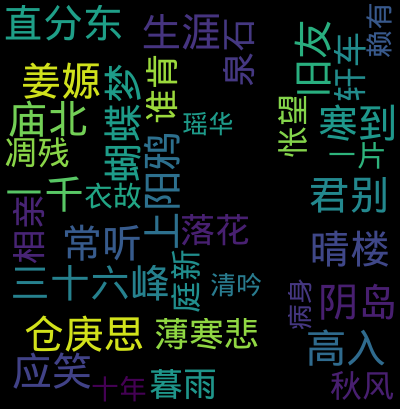 直分东
生涯
泉石
旧友
轩车
赖有
姜嫄
蝴蝶梦
谁肯
庙北
瑶华
怅望
寒到
凋残
阳鸦
一片
一千
衣故
君别
相亲
常听
上
落花
晴楼
三十六峰
庭新
清吟
病身
阴岛
仓庚思
薄寒悲
高入
应笑
十年
暮雨
秋风